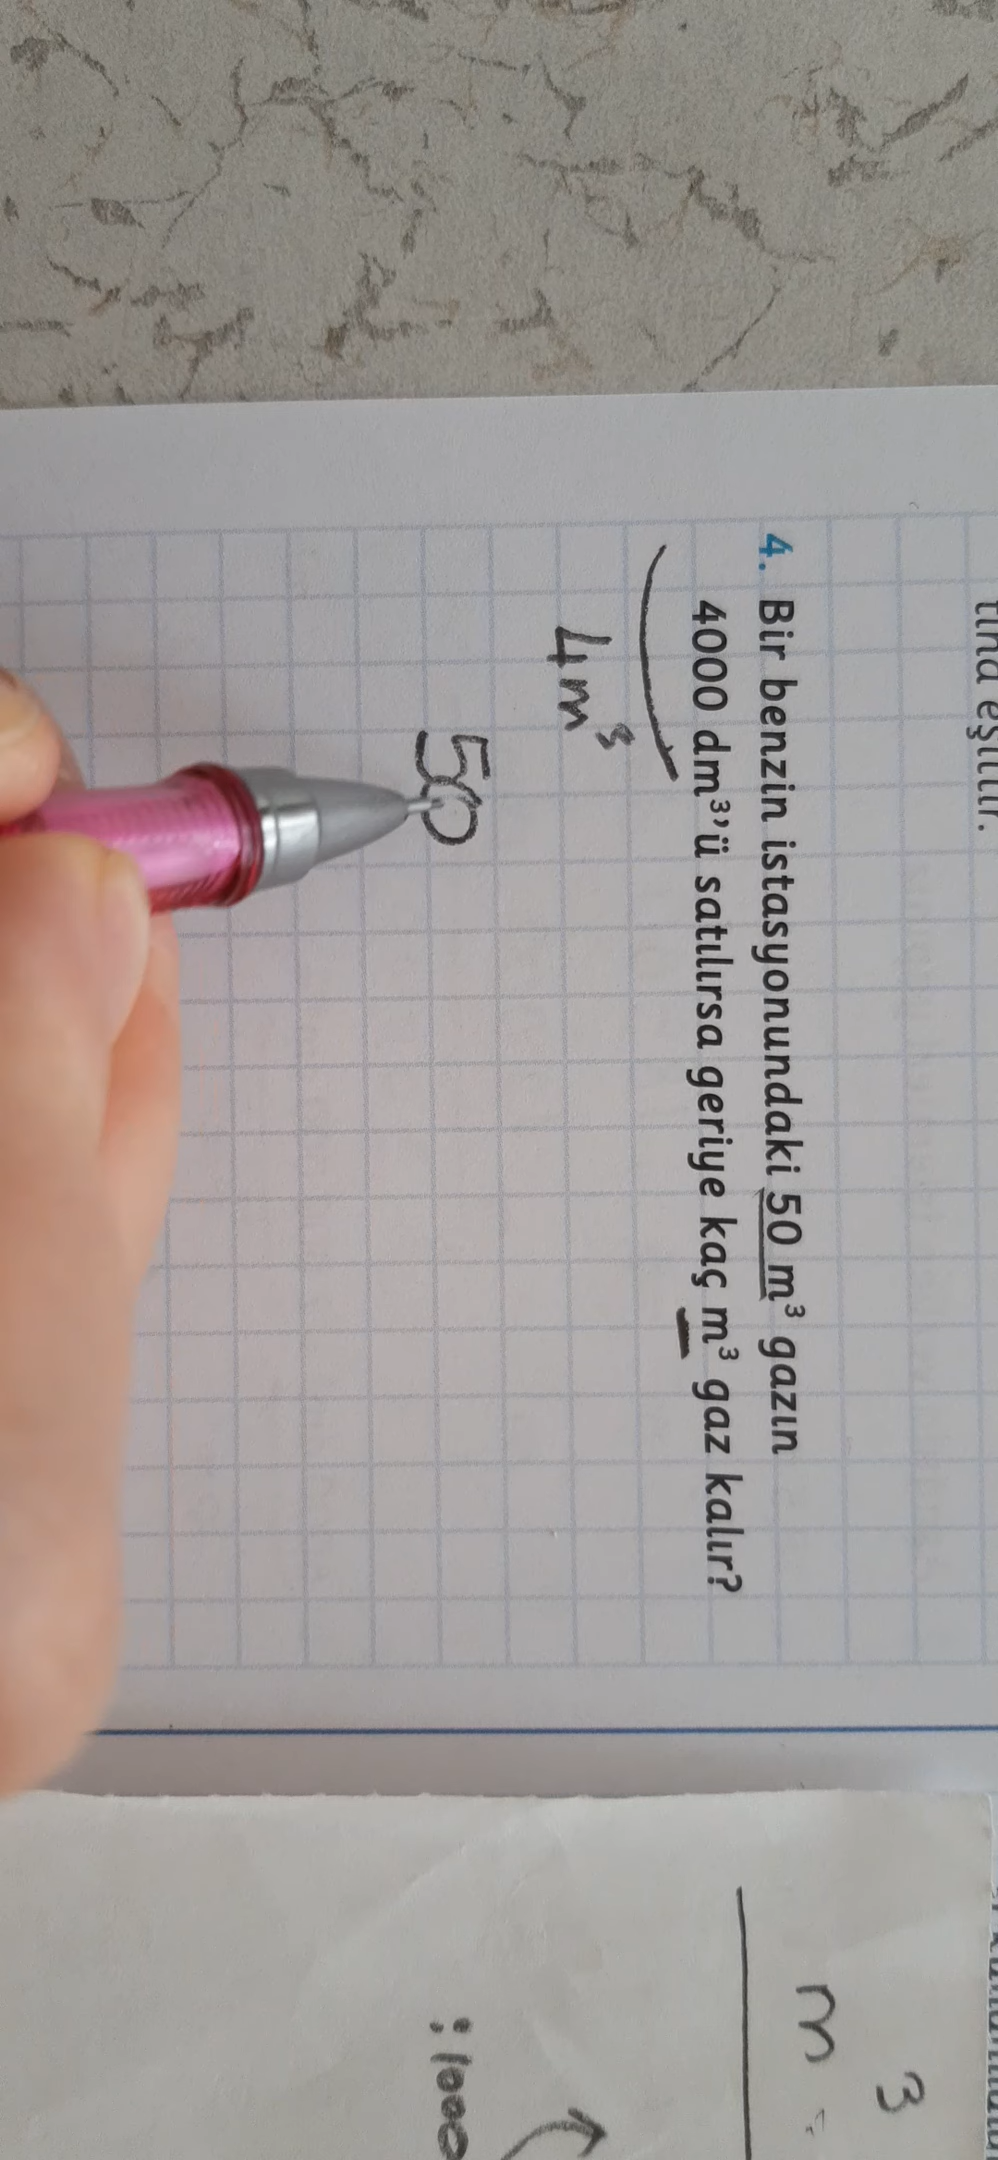 4. Bir benzin istasyonundaki 50 m³ gazın
4000 dm³'ü satılırsa geriye kaç m³ gaz kalır?
4m³
50
m³
:1000